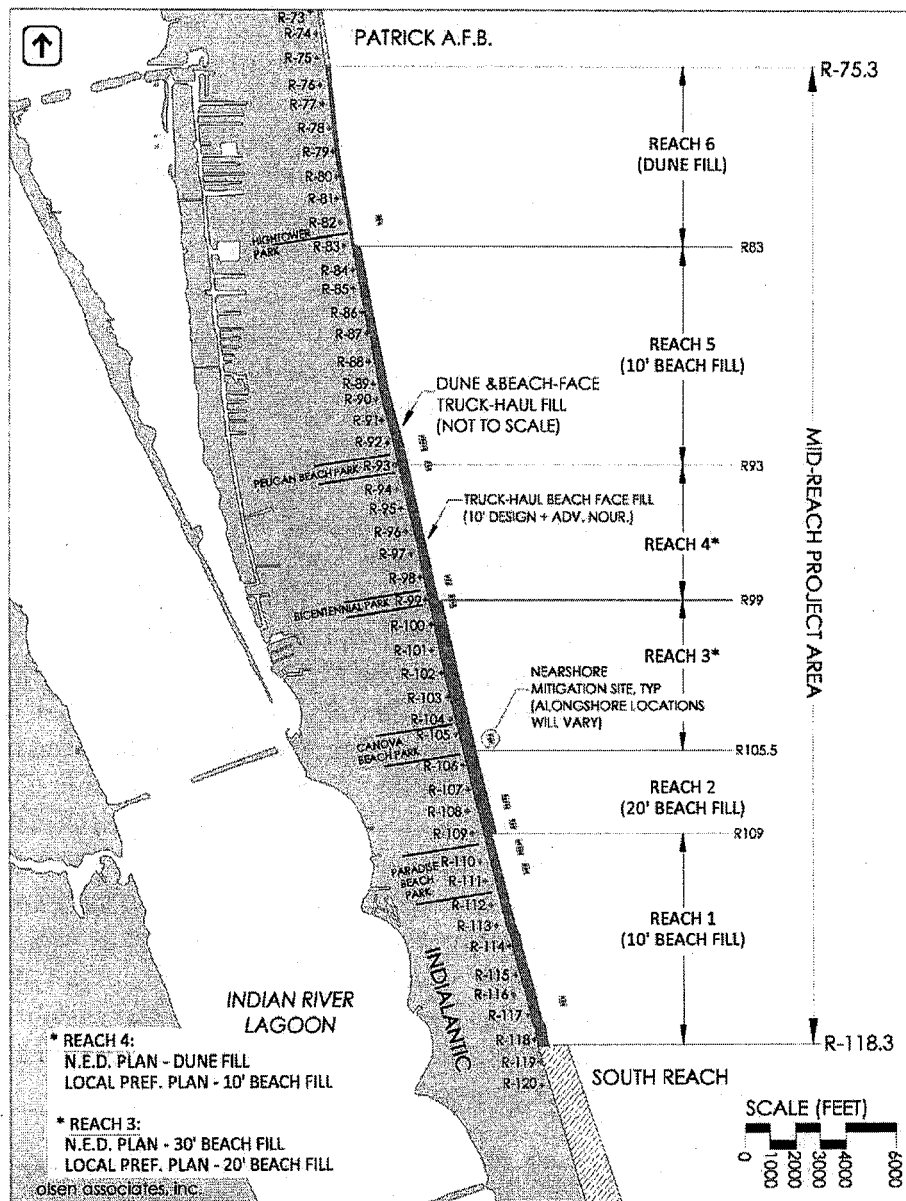 PATRICK A.F.B.
R-73
R-74
R-75
R-75.3
R-76
R-77
R-78
R-79
R-80
R-81
R-82
REACH 6
(DUNE FILL)
HIGHTOWER
PARK
R-83
R83
R-84
R-85
R-86
R-87
R-88
R-89
R-90
R-91
R-92
REACH 5
(10' BEACH FILL)
DUNE &BEACH-FACE
TRUCK-HAUL FILL
(NOT TO SCALE)
PELICAN BEACH PARK
R-93
R93
R-94
R-95
R-96
R-97
R-98
TRUCK-HAUL BEACH FACE FILL
(10' DESIGN + ADV. NOUR.)
REACH 4*
MID-REACH PROJECT AREA
BICENTENNIAL PARK
R-99
R99
R-100
R-101
R-102
R-103
R-104
REACH 3*
NEARSHORE
MITIGATION SITE, TYP
(ALONGSHORE LOCATIONS
WILL VARY)
CANOVA
BEACH PARK
R-105
R105.5
R-106
R-107
R-108
R-109
REACH 2
(20' BEACH FILL)
R109
PARADISE
BEACH
PARK
R-110
R-111
R-112
R-113
R-114
R-115
R-116
R-117
R-118
R-119
R-120
REACH 1
(10' BEACH FILL)
INDIALANTIC
INDIAN RIVER
LAGOON
R-118.3
SOUTH REACH
* REACH 4:
N.E.D. PLAN - DUNE FILL
LOCAL PREF. PLAN - 10' BEACH FILL
* REACH 3:
N.E.D. PLAN - 30' BEACH FILL
LOCAL PREF. PLAN - 20' BEACH FILL
olsen associates, inc.
SCALE (FEET)
0
1000
2000
3000
4000
6000